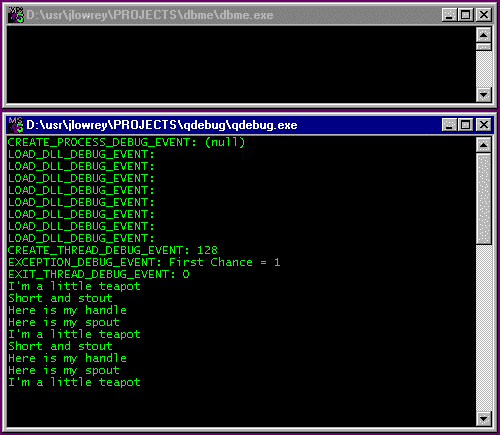 D:\usr\jlowrey\PROJECTS\dbme\dbme.exe
D:\usr\jlowrey\PROJECTS\qdebug\qdebug.exe
CREATE_PROCESS_DEBUG_EVENT: (null)
LOAD_DLL_DEBUG_EVENT:
LOAD_DLL_DEBUG_EVENT:
LOAD_DLL_DEBUG_EVENT:
LOAD_DLL_DEBUG_EVENT:
LOAD_DLL_DEBUG_EVENT:
LOAD_DLL_DEBUG_EVENT:
LOAD_DLL_DEBUG_EVENT:
LOAD_DLL_DEBUG_EVENT:
CREATE_THREAD_DEBUG_EVENT: 128
EXCEPTION_DEBUG_EVENT: First Chance = 1
EXIT_THREAD_DEBUG_EVENT: 0
I'm a little teapot
Short and stout
Here is my handle
Here is my spout
I'm a little teapot
Short and stout
Here is my handle
Here is my spout
I'm a little teapot